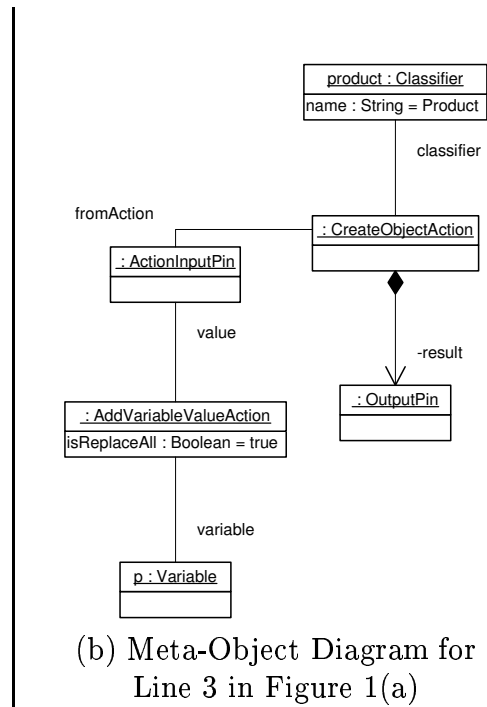 product : Classifier
name : String = Product
classifier
fromAction
: CreateObjectAction
: ActionInputPin
value
-result
: AddVariableValueAction
isReplaceAll : Boolean = true
: OutputPin
variable
p : Variable
(b) Meta-Object Diagram for
Line 3 in Figure 1(a)